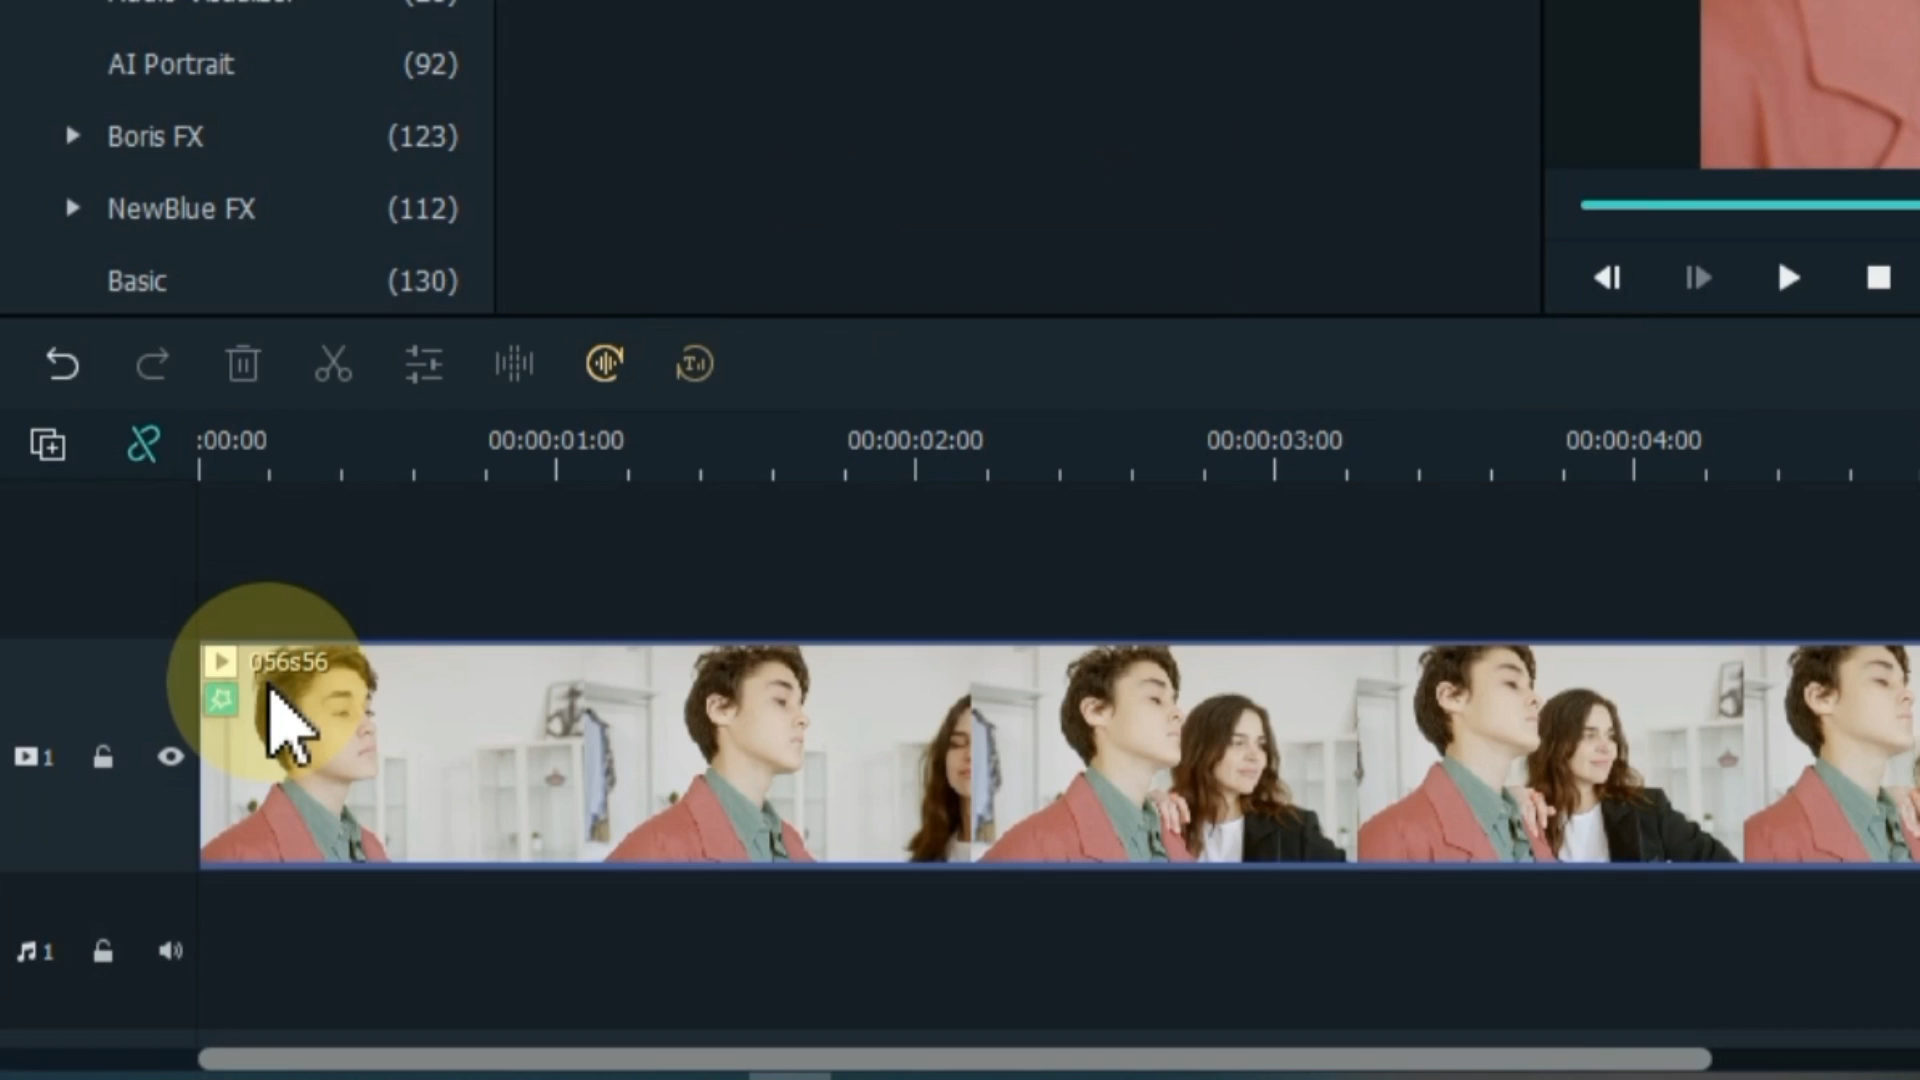 AI Portrait (92)
Boris FX (123)
NewBlue FX (112)
Basic (130)
:00:00 00:00:01:00 00:00:02:00 00:00:03:00 00:00:04:00
056s56
1
1